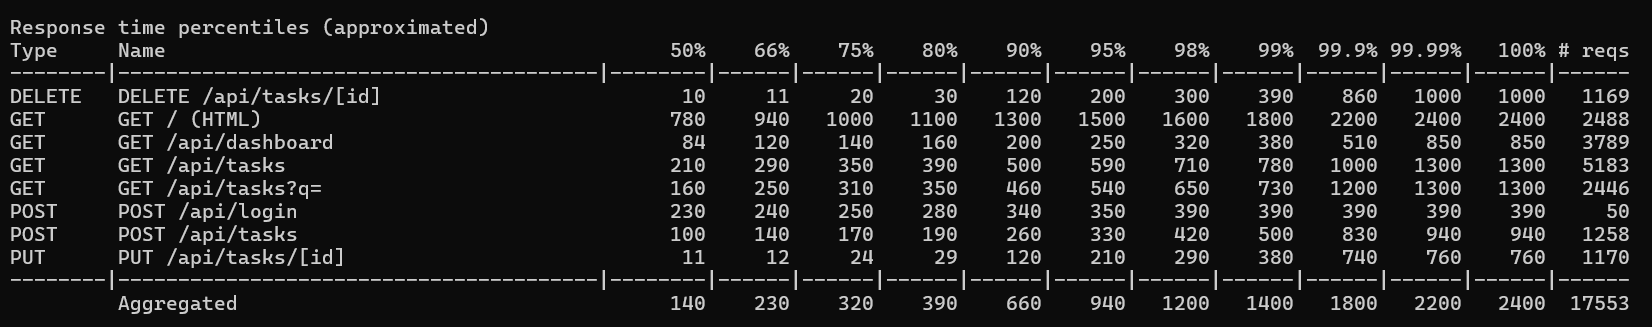 Response time percentiles (approximated)
Type     Name                                          50%    66%    75%    80%    90%    95%    98%    99%  99.9% 99.99%   100% # reqs
--------|----------------------------------------|--------|------|------|------|------|------|------|------|------|------|------|------
DELETE   DELETE /api/tasks/[id]                         10     11     20     30    120    200    300    390    860   1000   1000   1169
GET      GET / (HTML)                                  780    940   1000   1100   1300   1500   1600   1800   2200   2400   2400   2488
GET      GET /api/dashboard                             84    120    140    160    200    250    320    380    510    850    850   3789
GET      GET /api/tasks                                210    290    350    390    500    590    710    780   1000   1300   1300   5183
GET      GET /api/tasks?q=                             160    250    310    350    460    540    650    730   1200   1300   1300   2446
POST     POST /api/login                               230    240    250    280    340    350    390    390    390    390    390     50
POST     POST /api/tasks                               100    140    170    190    260    330    420    500    830    940    940   1258
PUT      PUT /api/tasks/[id]                            11     12     24     29    120    210    290    380    740    760    760   1170
--------|----------------------------------------|--------|------|------|------|------|------|------|------|------|------|------|------
         Aggregated                                    140    230    320    390    660    940   1200   1400   1800   2200   2400  17553